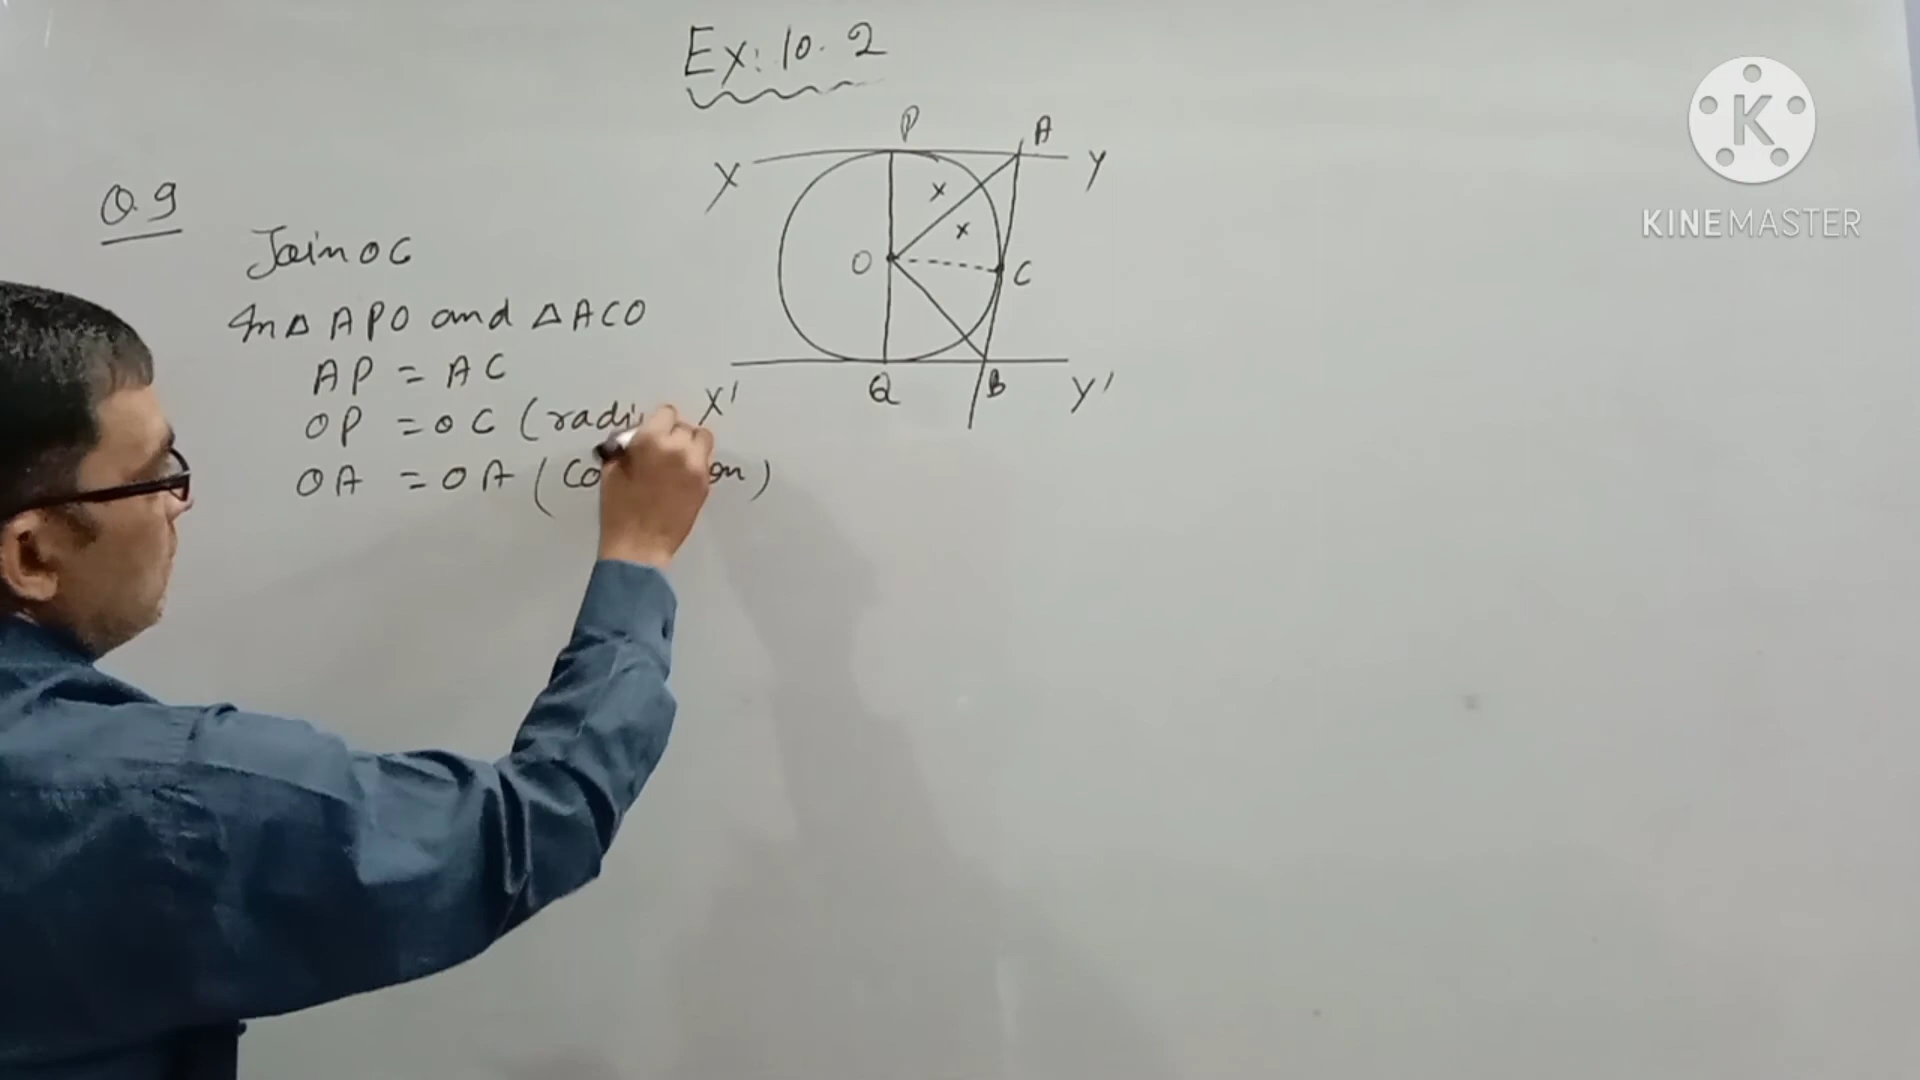 Ex: 10.2
P A
X Y
x
Q.9
x
Join OC
O C
In △ APO and △ ACO
AP = AC
Q B
X' Y'
OP = OC (radi
OA = OA (Co on)
K
KINEMASTER